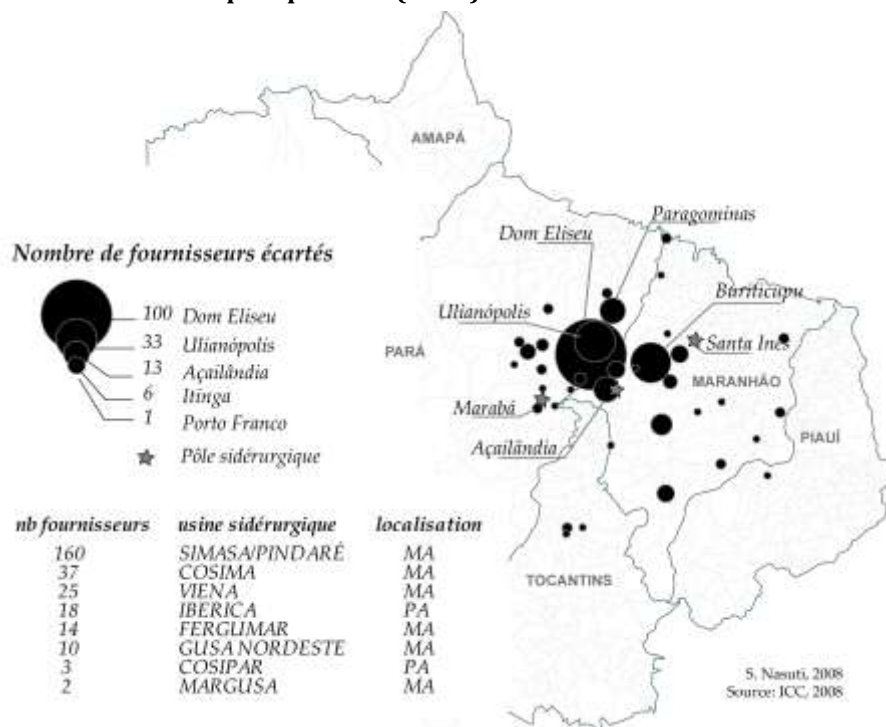 AMAPÁ
Paragominas
Dom Eliseu
Nombre de fournisseurs écartés
100 Dom Eliseu
33 Ulianópolis
13 Açailândia
6 Itinga
1 Porto Franco
Pôle sidérurgique
Ulianópolis
Buriticupu
Santa Inês
PARÁ
MARANHÃO
Marabá
Açailândia
PIAUÍ
TOCANTINS
nb fournisseurs usine sidérurgique localisation
160 SIMASA/PINDARÉ MA
37 COSIMA MA
25 VIENA MA
18 IBERICA PA
14 FERGUMAR MA
10 GUSA NORDESTE MA
3 COSIPAR PA
2 MARGUSA MA
S. Nasuti, 2008
Source: ICC, 2008